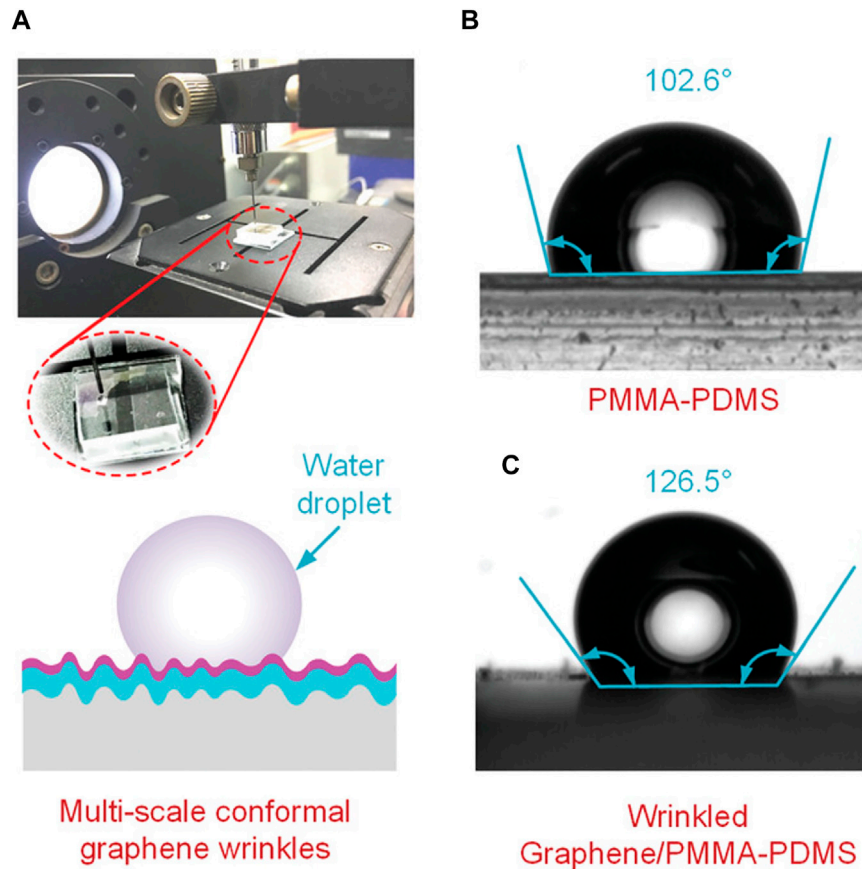 A
Water
droplet
Multi-scale conformal
graphene wrinkles
B
102.6°
PMMA-PDMS
C
126.5°
Wrinkled
Graphene/PMMA-PDMS